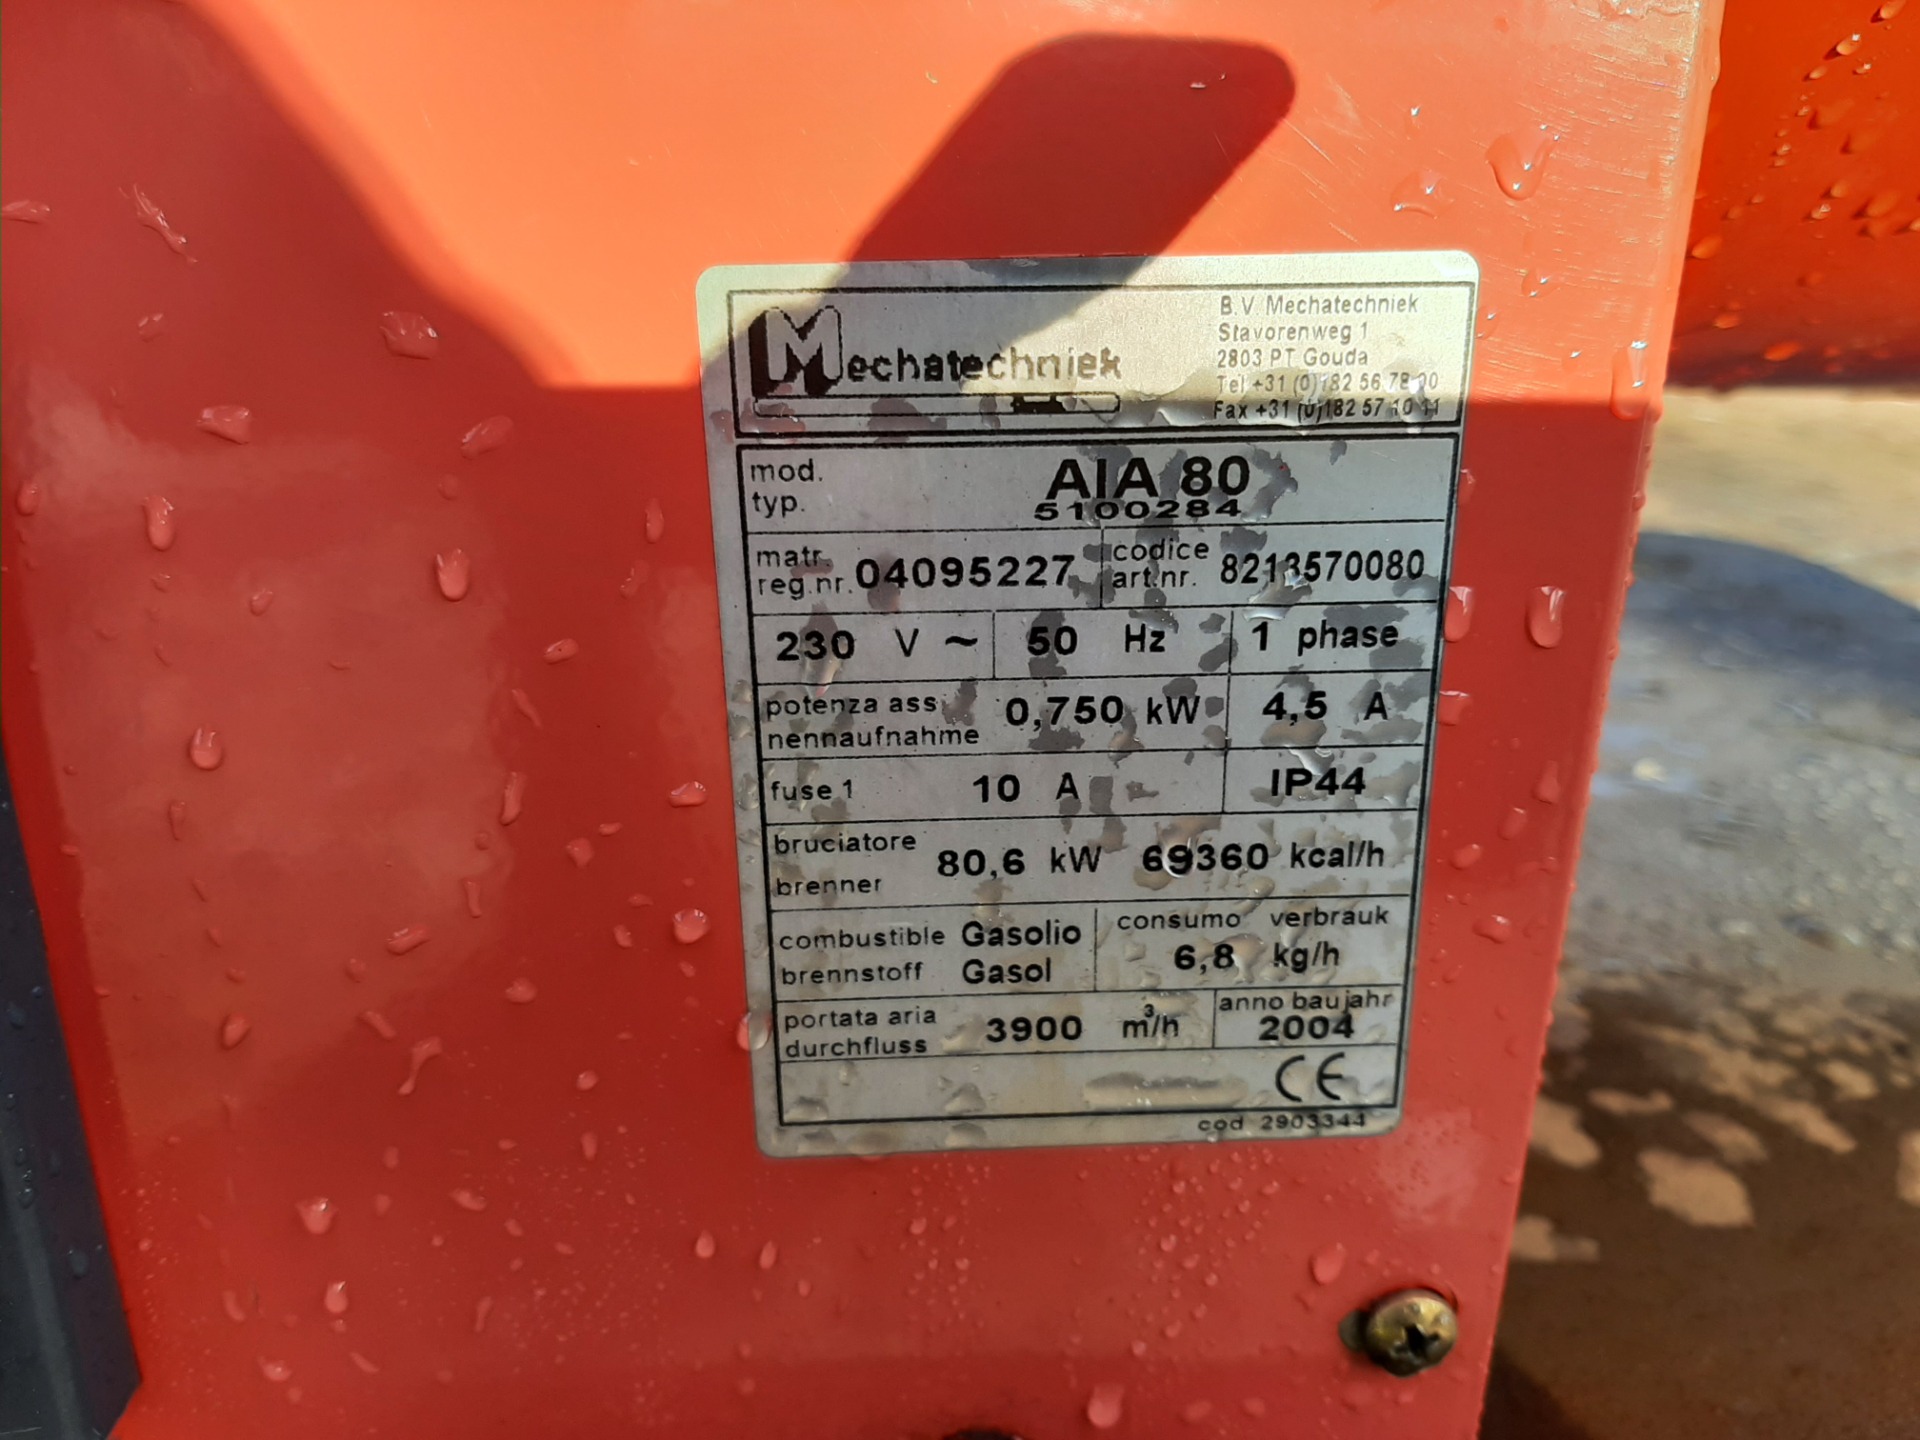 Mechatechniek
B.V. Mechatechniek
Stavorenweg 1
2803 PT Gouda
Tel +31 (0)182 56 78 00
Fax +31 (0)182 57 10 11
mod. AIA 80
typ. 5100284
matr. reg.nr. 04095227
codice art.nr. 8213570080
230 V ~ 50 Hz 1 phase
potenza ass
nennaufnahme 0,750 kW 4,5 A
fuse 1 10 A IP44
bruciatore
brenner 80,6 kW 69360 kcal/h
combustible Gasolio
brennstoff Gasol
consumo verbrauk
6,8 kg/h
portata aria
durchfluss 3900 m³/h
anno baujahr
2004
CE
cod 2903344